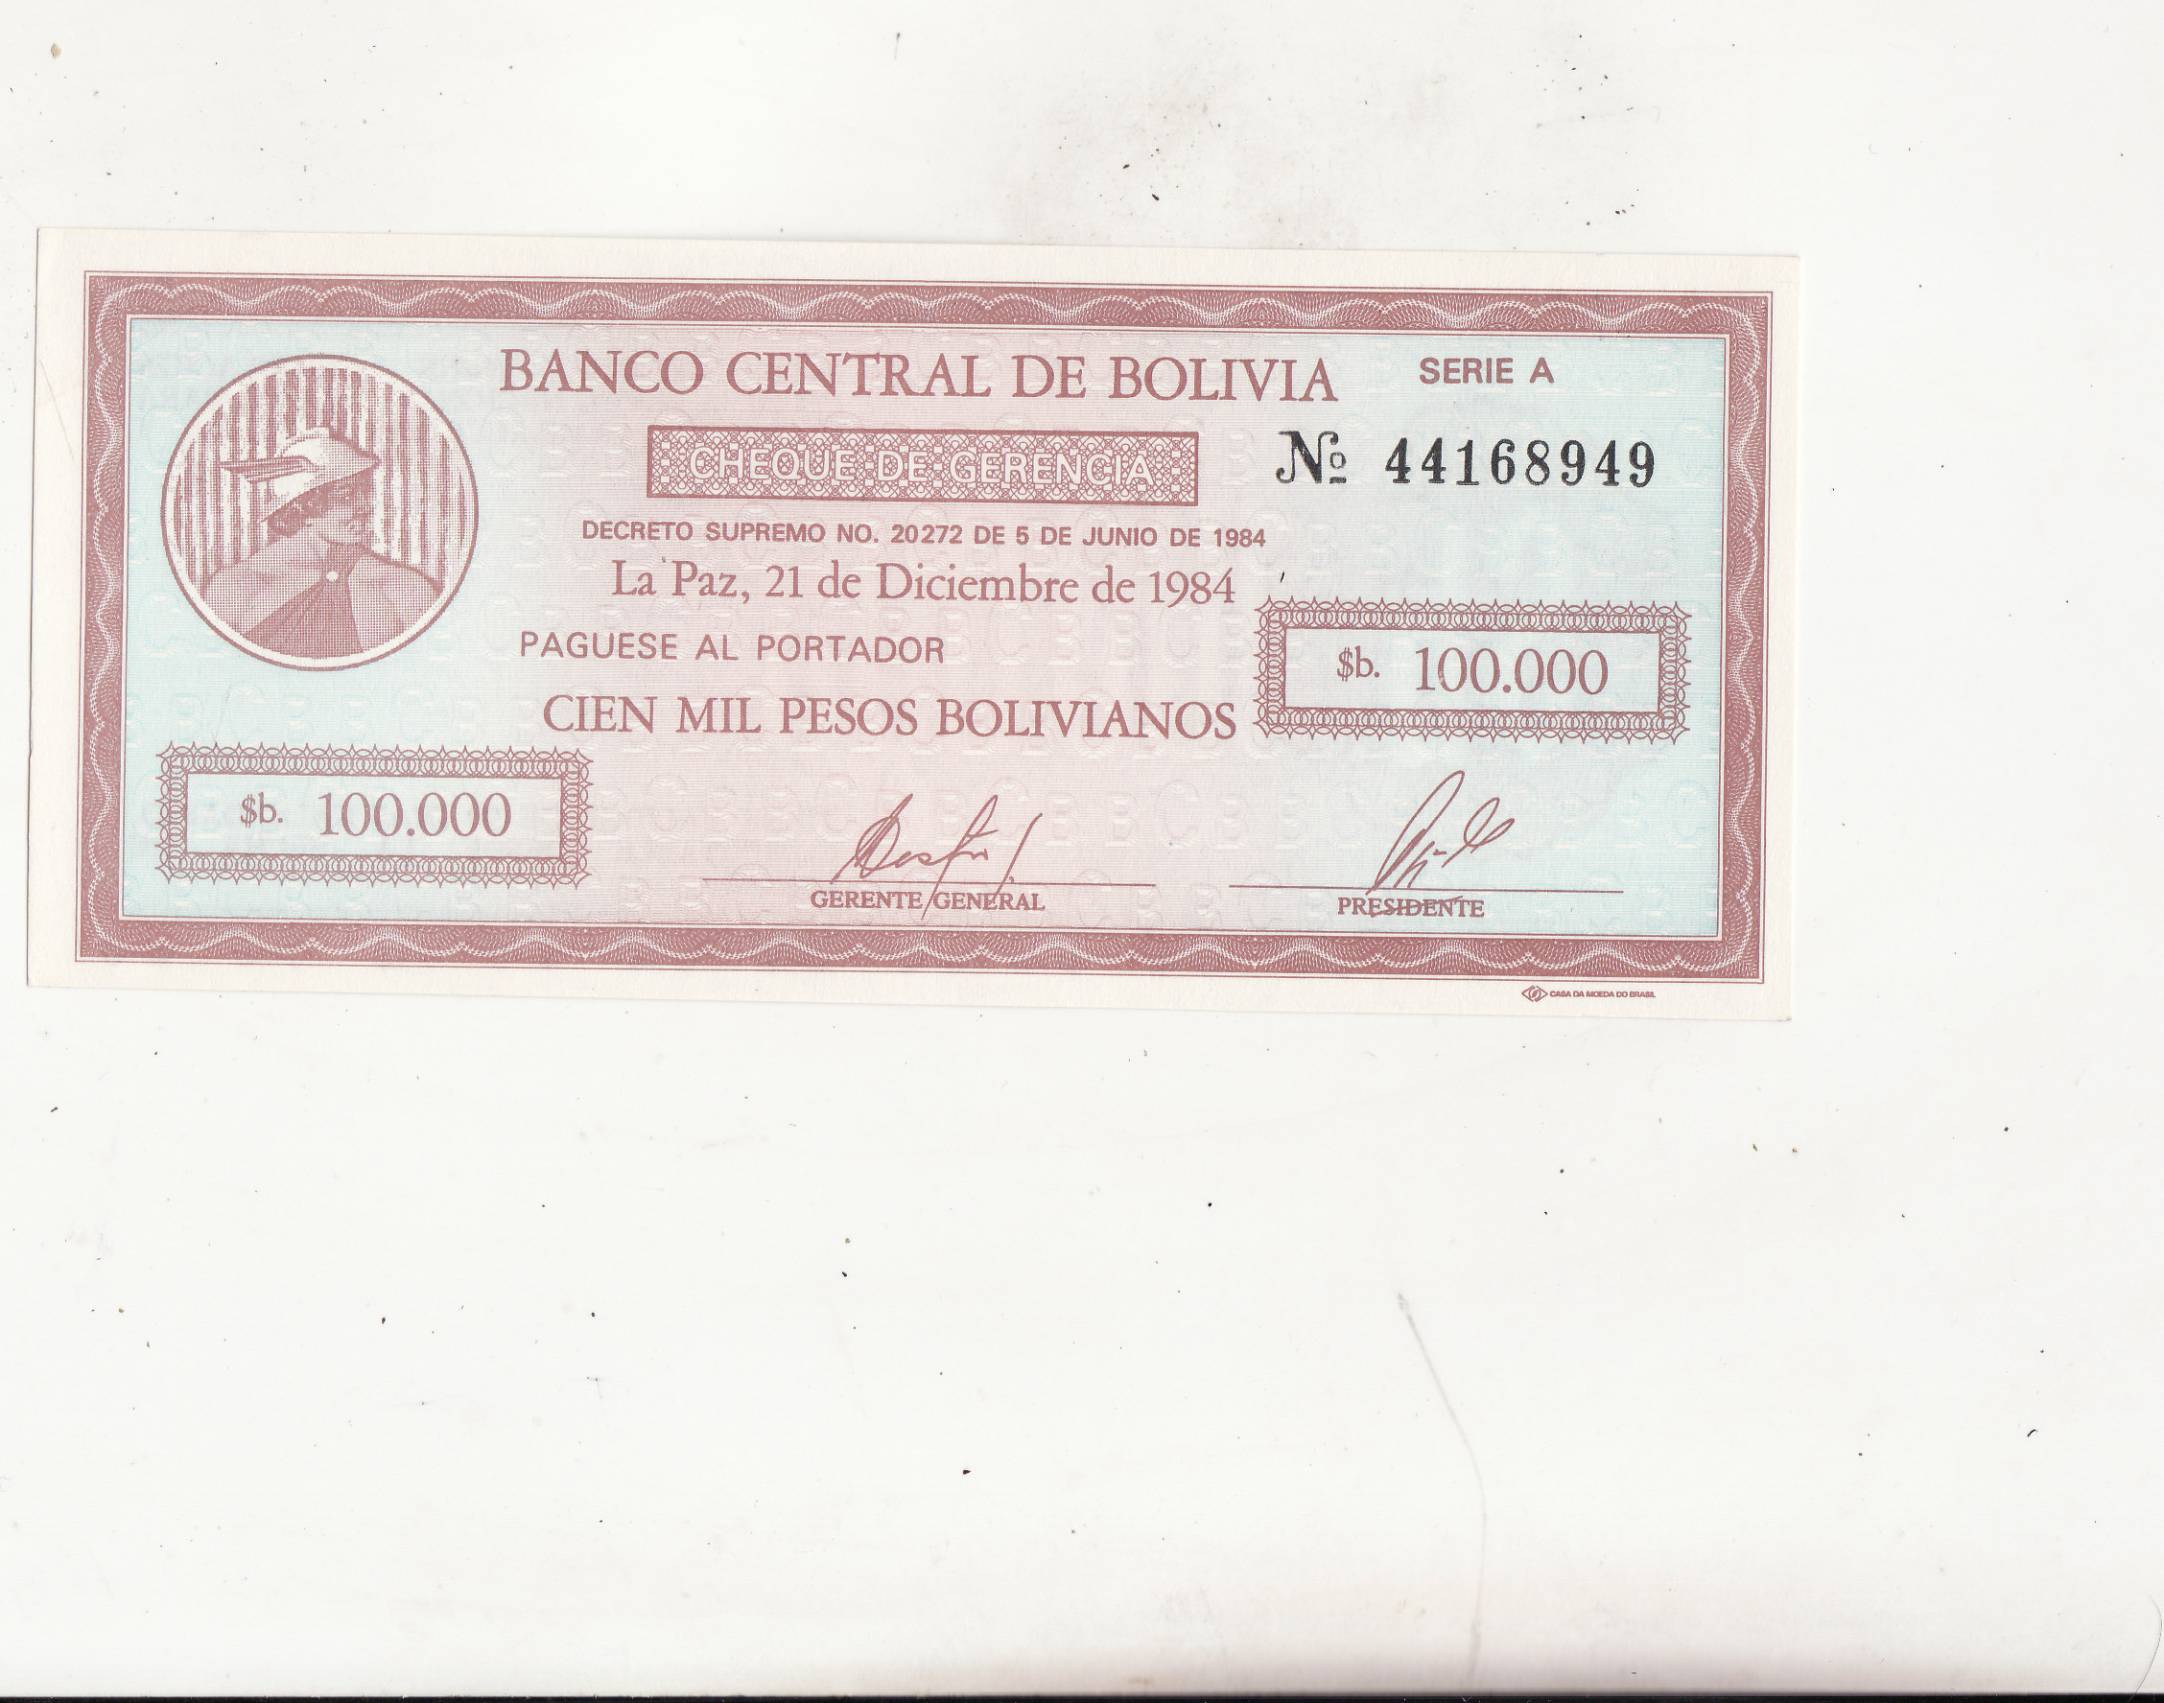 BANCO CENTRAL DE BOLIVIA
SERIE A
CHEQUE DE GERENCIA
Nº 44168949
DECRETO SUPREMO NO. 20272 DE 5 DE JUNIO DE 1984
La Paz, 21 de Diciembre de 1984
PAGUESE AL PORTADOR
$b. 100.000
CIEN MIL PESOS BOLIVIANOS
$b. 100.000
GERENTE GENERAL
PRESIDENTE
CASA DA MOEDA DO BRASIL